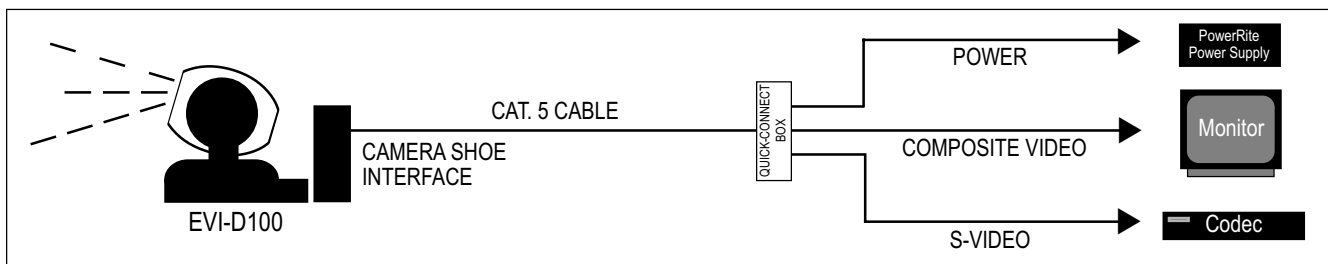 EVI-D100
CAMERA SHOE
INTERFACE
CAT. 5 CABLE
QUICK-CONNECT
BOX
POWER
PowerRite
Power Supply
COMPOSITE VIDEO
Monitor
S-VIDEO
Codec